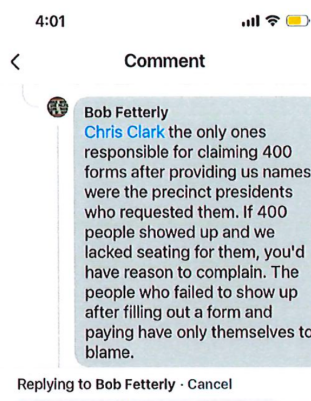 4:01
Comment
Bob Fetterly
Chris Clark the only ones
responsible for claiming 400
forms after providing us names
were the precinct presidents
who requested them. If 400
people showed up and we
lacked seating for them, you'd
have reason to complain. The
people who failed to show up
after filling out a form and
paying have only themselves to
blame.
Replying to Bob Fetterly · Cancel